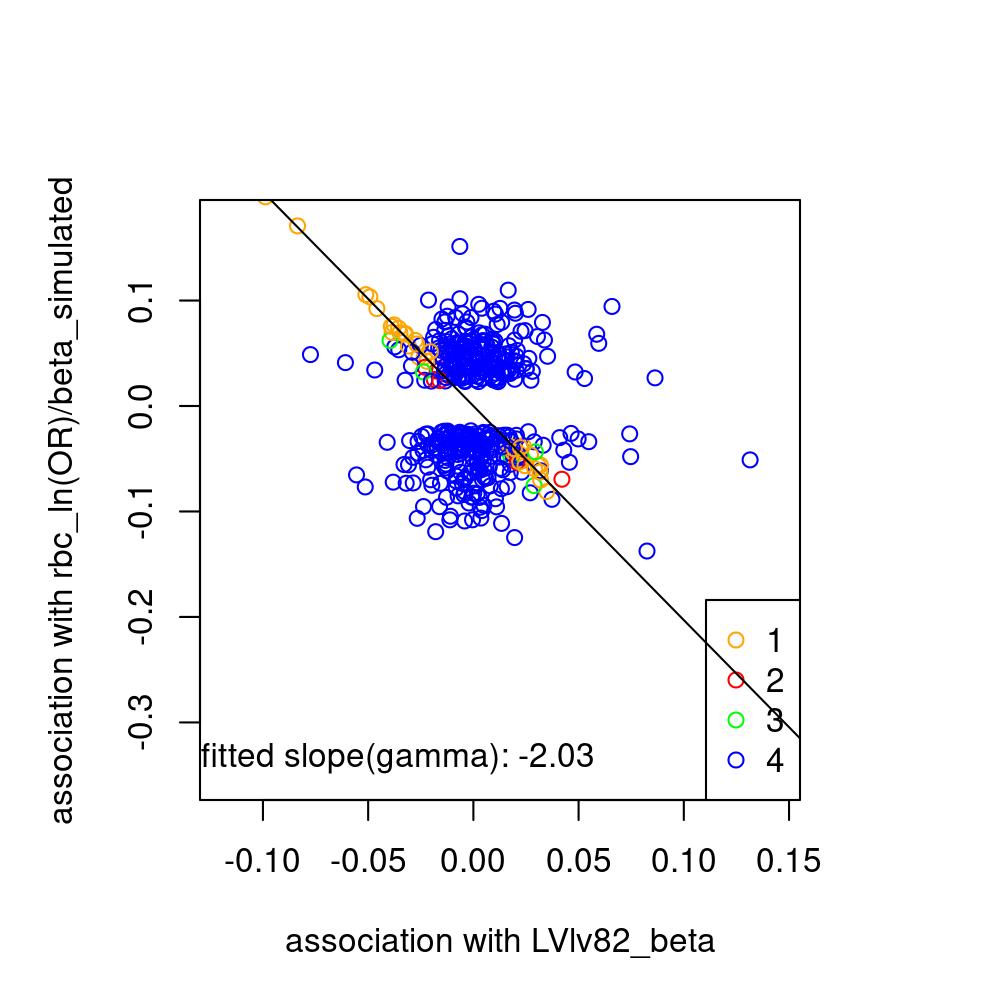 association with rbc_ln(OR)/beta_simulated
0.1
0.0
-0.1
-0.2
-0.3
1
2
3
4
fitted slope(gamma): -2.03
-0.10 -0.05 0.00 0.05 0.10 0.15
association with LVlv82_beta